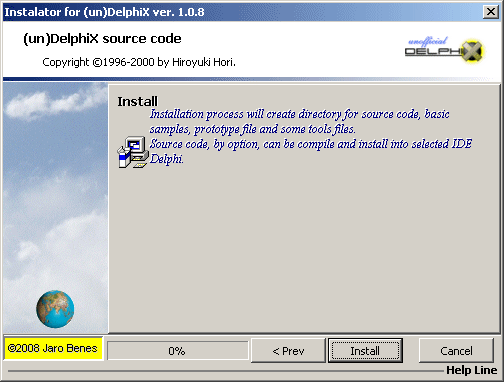 Instalator for (un)DelphiX ver. 1.0.8
(un)DelphiX source code
Copyright ©1996-2000 by Hiroyuki Hori.
unofficial
DELPHIX
Install
Installation process will create directory for source code, basic
samples, prototype file and some tools files.
Source code, by option, can be compile and install into selected IDE
Delphi.
©2008 Jaro Benes
0%
< Prev
Install
Cancel
Help Line